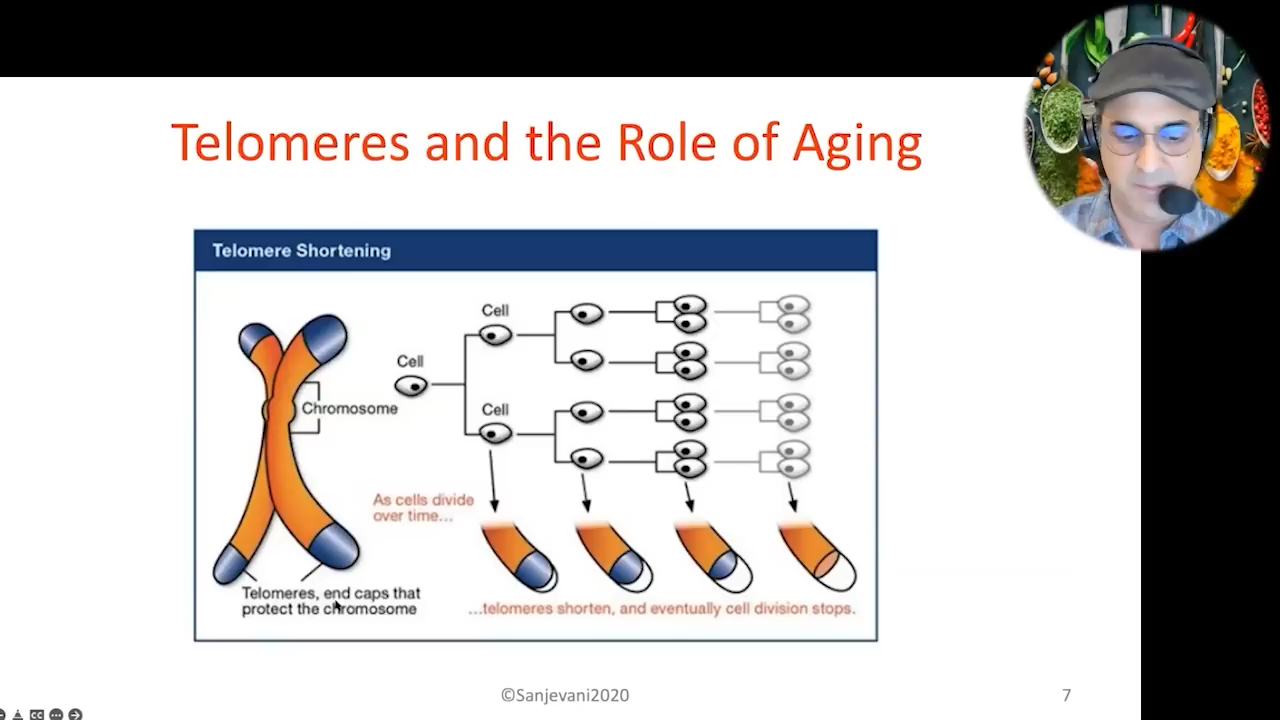 Telomeres and the Role of Aging
Telomere Shortening
Cell
Cell
Chromosome
Cell
As cells divide
over time...
Telomeres, end caps that
protect the chromosome
...telomeres shorten, and eventually cell division stops.
©Sanjevani2020
7